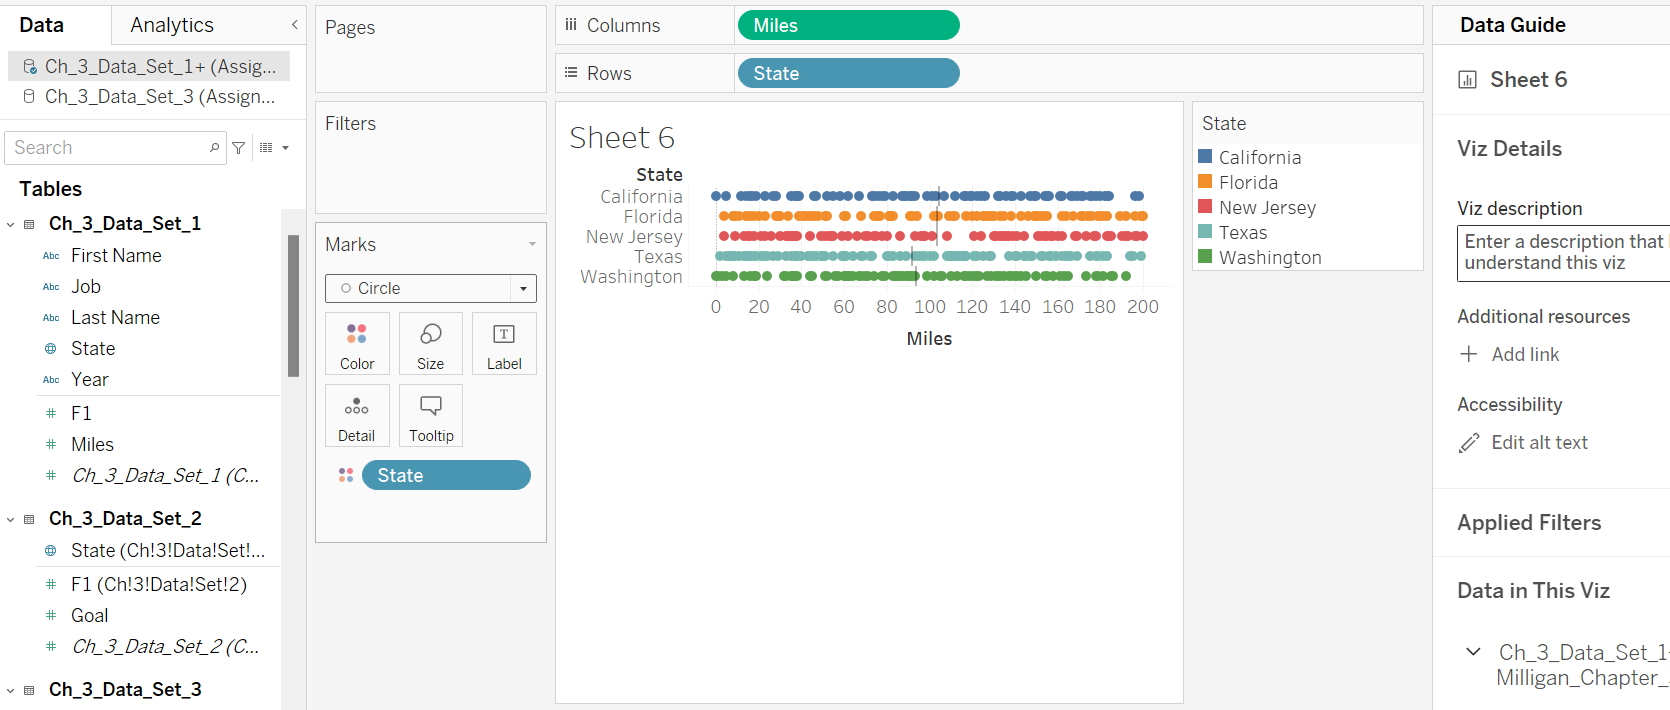 Data
Analytics
Ch_3_Data_Set_1+ (Assig...
Ch_3_Data_Set_3 (Assign...
Search
Tables
Ch_3_Data_Set_1
Abc First Name
Abc Job
Abc Last Name
State
Abc Year
# F1
# Miles
# Ch_3_Data_Set_1 (C...
Ch_3_Data_Set_2
State (Ch!3!Data!Set!...
# F1 (Ch!3!Data!Set!2)
# Goal
# Ch_3_Data_Set_2 (C...
Ch_3_Data_Set_3
Pages
Filters
Marks
Circle
Color
Size
T
Label
Detail
Tooltip
State
Columns
Miles
Rows
State
Sheet 6
State
California
Florida
New Jersey
Texas
Washington
0 20 40 60 80 100 120 140 160 180 200
Miles
State
California
Florida
New Jersey
Texas
Washington
Data Guide
Sheet 6
Viz Details
Viz description
Enter a description that
understand this viz
Additional resources
Add link
Accessibility
Edit alt text
Applied Filters
Data in This Viz
Ch_3_Data_Set_1
Milligan_Chapter_